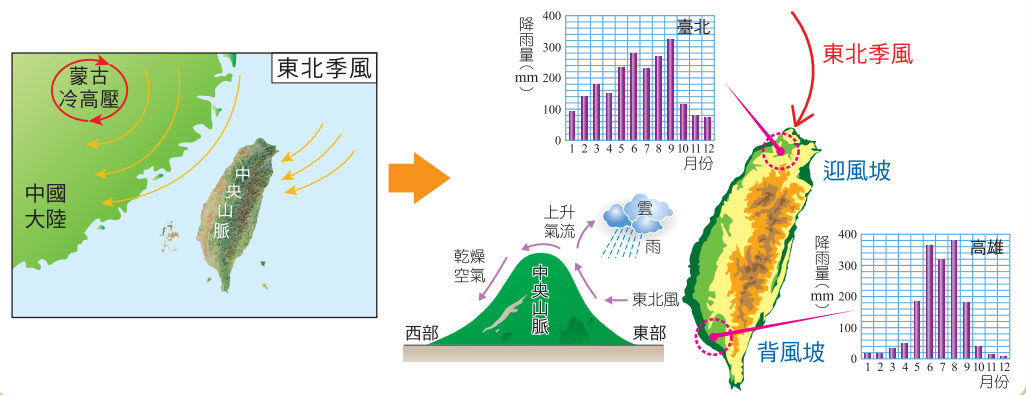 東北季風
蒙古
冷高壓
中國
大陸
中央山脈
降雨量(mm)
400
300
200
100
0
臺北
1 2 3 4 5 6 7 8 9 10 11 12
月份
東北季風
迎風坡
上升
氣流
雲
雨
乾燥
空氣
中央山脈
東北風
西部
東部
背風坡
降雨量(mm)
400
300
200
100
0
高雄
1 2 3 4 5 6 7 8 9 10 11 12
月份